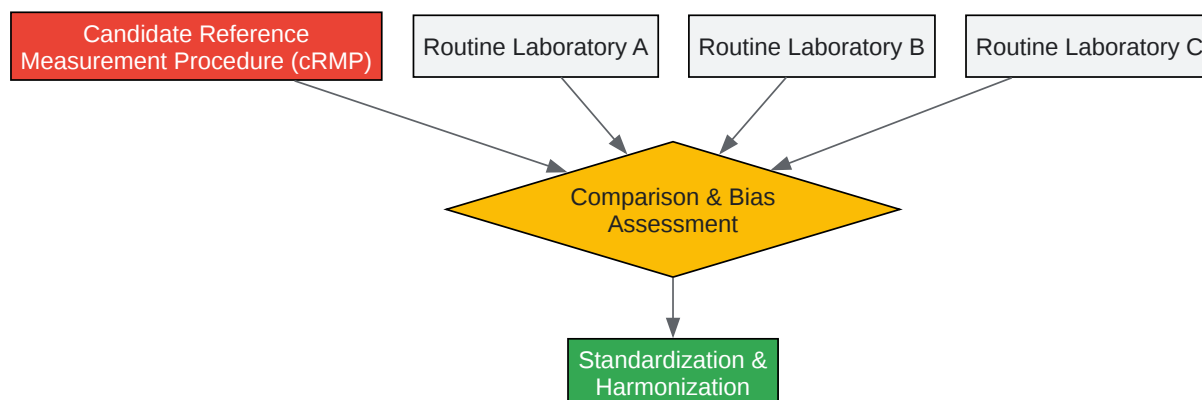 Candidate Reference
Measurement Procedure (cRMP)
Routine Laboratory A
Routine Laboratory B
Routine Laboratory C
Comparison & Bias
Assessment
Standardization &
Harmonization